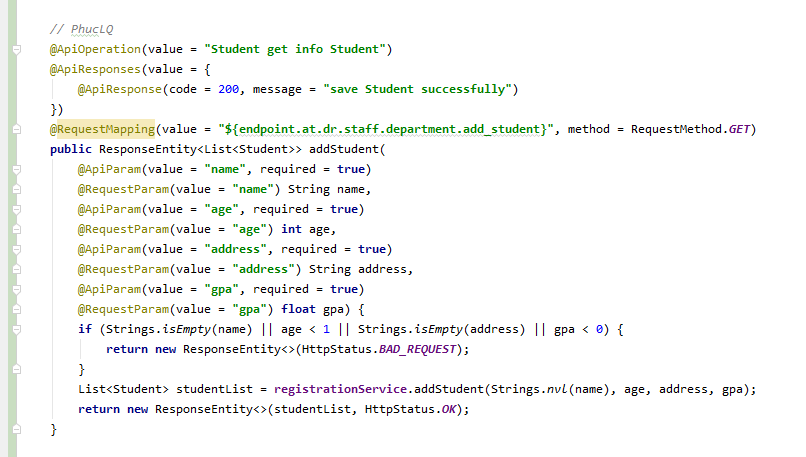 // PhucLQ
@ApiOperation(value = "Student get info Student")
@ApiResponses(value = {
@ApiResponse(code = 200, message = "save Student successfully")
})
@RequestMapping(value = "${endpoint.at.dr.staff.department.add_student}", method = RequestMethod.GET)
public ResponseEntity<List<Student>> addStudent(
@ApiParam(value = "name", required = true)
@RequestParam(value = "name") String name,
@ApiParam(value = "age", required = true)
@RequestParam(value = "age") int age,
@ApiParam(value = "address", required = true)
@RequestParam(value = "address") String address,
@ApiParam(value = "gpa", required = true)
@RequestParam(value = "gpa") float gpa) {
if (Strings.isEmpty(name) || age < 1 || Strings.isEmpty(address) || gpa < 0) {
return new ResponseEntity<>(HttpStatus.BAD_REQUEST);
}
List<Student> studentList = registrationService.addStudent(Strings.nvl(name), age, address, gpa);
return new ResponseEntity<>(studentList, HttpStatus.OK);
}